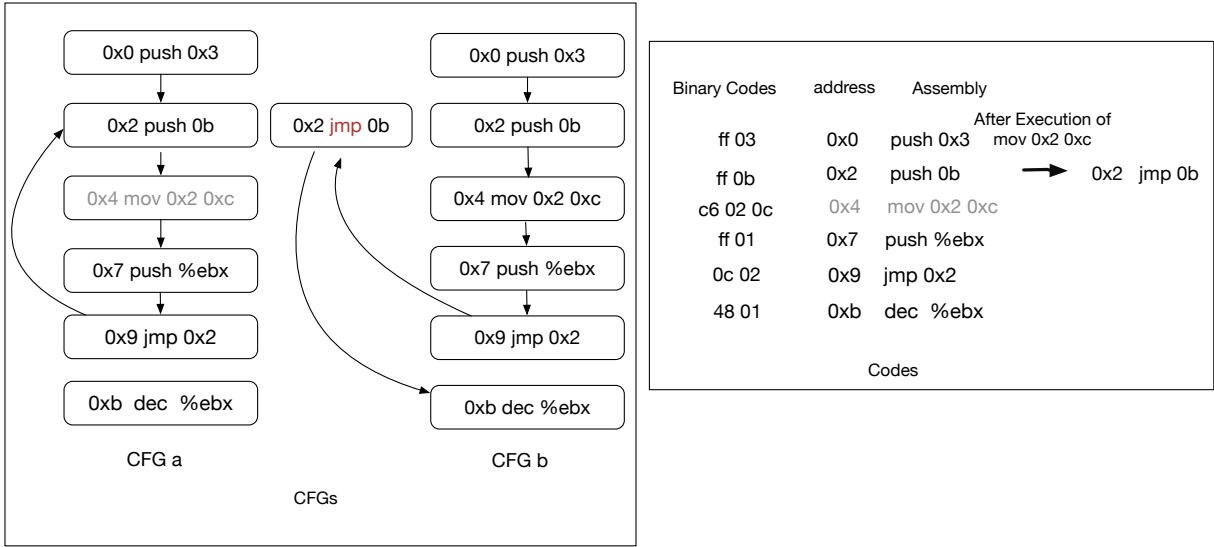 0x0 push 0x3
0x2 push 0b
0x4 mov 0x2 0xc
0x7 push %ebx
0x9 jmp 0x2
0xb dec %ebx
CFG a
0x2 jmp 0b
0x0 push 0x3
0x2 push 0b
0x4 mov 0x2 0xc
0x7 push %ebx
0x9 jmp 0x2
0xb dec %ebx
CFG b
CFGs
Binary Codes address Assembly
After Execution of
mov 0x2 0xc
ff 03 0x0 push 0x3
ff 0b 0x2 push 0b 0x2 jmp 0b
c6 02 0c 0x4 mov 0x2 0xc
ff 01 0x7 push %ebx
0c 02 0x9 jmp 0x2
48 01 0xb dec %ebx
Codes